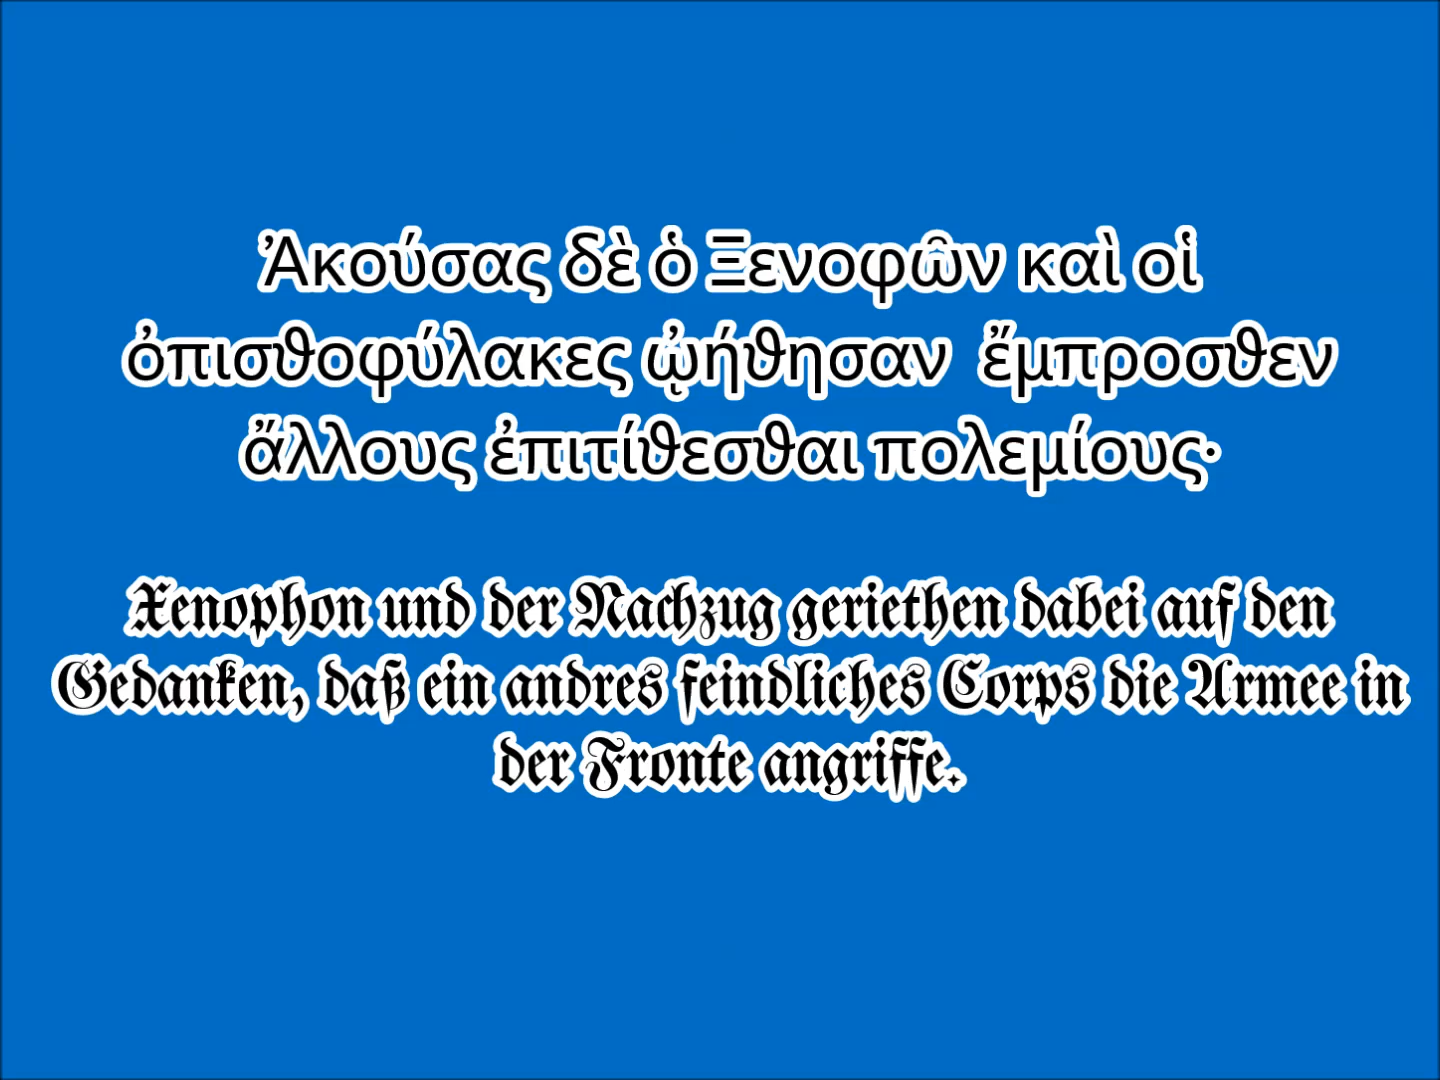 Ἀκούσας δὲ ὁ Ξενοφῶν καὶ οἱ
ὀπισθοφύλακες ᾠήθησαν ἔμπροσθεν
ἄλλους ἐπιτίθεσθαι πολεμίους·
Xenophon und der Nachzug geriethen dabei auf den
Gedanken, daß ein andres feindliches Corps die Armee in
der Fronte angriffe.